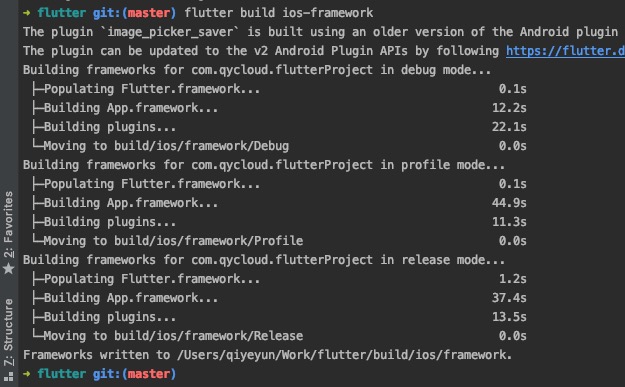 ➜ flutter git:(master) flutter build ios-framework
The plugin `image_picker_saver` is built using an older version of the Android plugin
The plugin can be updated to the v2 Android Plugin APIs by following https://flutter.d
Building frameworks for com.qycloud.flutterProject in debug mode...
├─Populating Flutter.framework... 0.1s
├─Building App.framework... 12.2s
├─Building plugins... 22.1s
└─Moving to build/ios/framework/Debug 0.0s
Building frameworks for com.qycloud.flutterProject in profile mode...
├─Populating Flutter.framework... 0.1s
├─Building App.framework... 44.9s
├─Building plugins... 11.3s
└─Moving to build/ios/framework/Profile 0.0s
Building frameworks for com.qycloud.flutterProject in release mode...
├─Populating Flutter.framework... 1.2s
├─Building App.framework... 37.4s
├─Building plugins... 13.5s
└─Moving to build/ios/framework/Release 0.0s
Frameworks written to /Users/qiyeyun/Work/flutter/build/ios/framework.
➜ flutter git:(master)
2: Favorites
7: Structure